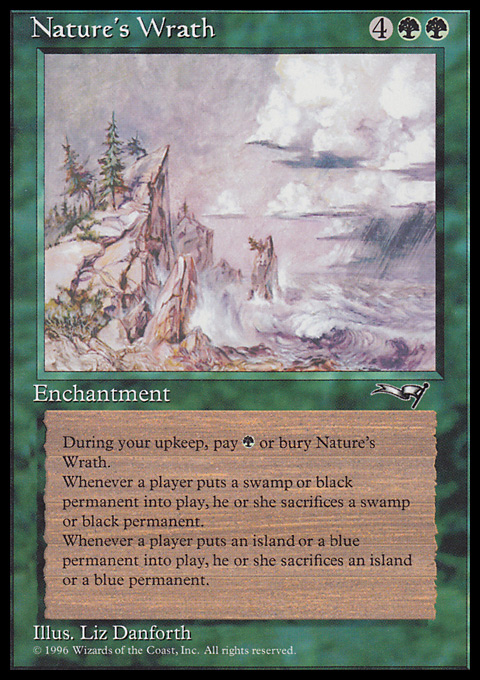 Nature's Wrath 4
Enchantment
During your upkeep, pay or bury Nature's
Wrath.
Whenever a player puts a swamp or black
permanent into play, he or she sacrifices a swamp
or black permanent.
Whenever a player puts an island or a blue
permanent into play, he or she sacrifices an island
or a blue permanent.
Illus. Liz Danforth
© 1996 Wizards of the Coast, Inc. All rights reserved.